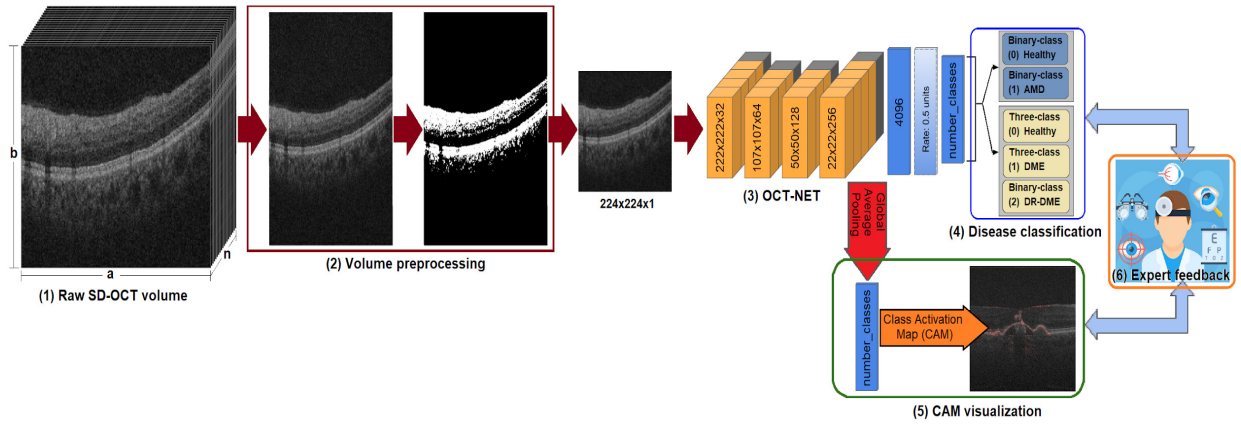 b
a
n
(1) Raw SD-OCT volume
(2) Volume preprocessing
224x224x1
222x222x32
107x107x64
50x50x128
22x22x256
(3) OCT-NET
4096
Rate: 0.5 units
number_classes
Binary-class
(0) Healthy
Binary-class
(1) AMD
Three-class
(0) Healthy
Three-class
(1) DME
Binary-class
(2) DR-DME
(4) Disease classification
Global
Average
Pooling
number_classes
Class Activation
Map (CAM)
(5) CAM visualization
E
F P
T O Z
(6) Expert feedback